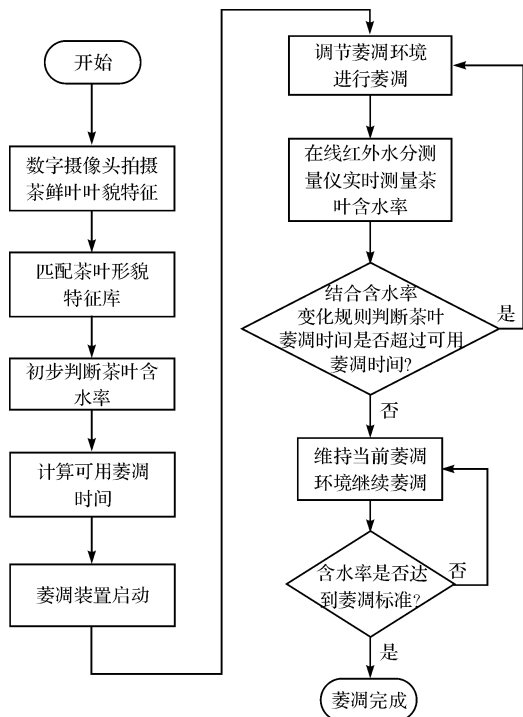 开始
数字摄像头拍摄
茶鲜叶叶貌特征
匹配茶叶形貌
特征库
初步判断茶叶含
水率
计算可用萎凋
时间
萎凋装置启动
调节萎凋环境
进行萎凋
在线红外水分测
量仪实时测量茶
叶含水率
结合含水率
变化规则判断茶叶
萎凋时间是否超过可用
萎凋时间?
是
否
维持当前萎凋
环境继续萎凋
含水率是否达
到萎凋标准?
否
是
萎凋完成